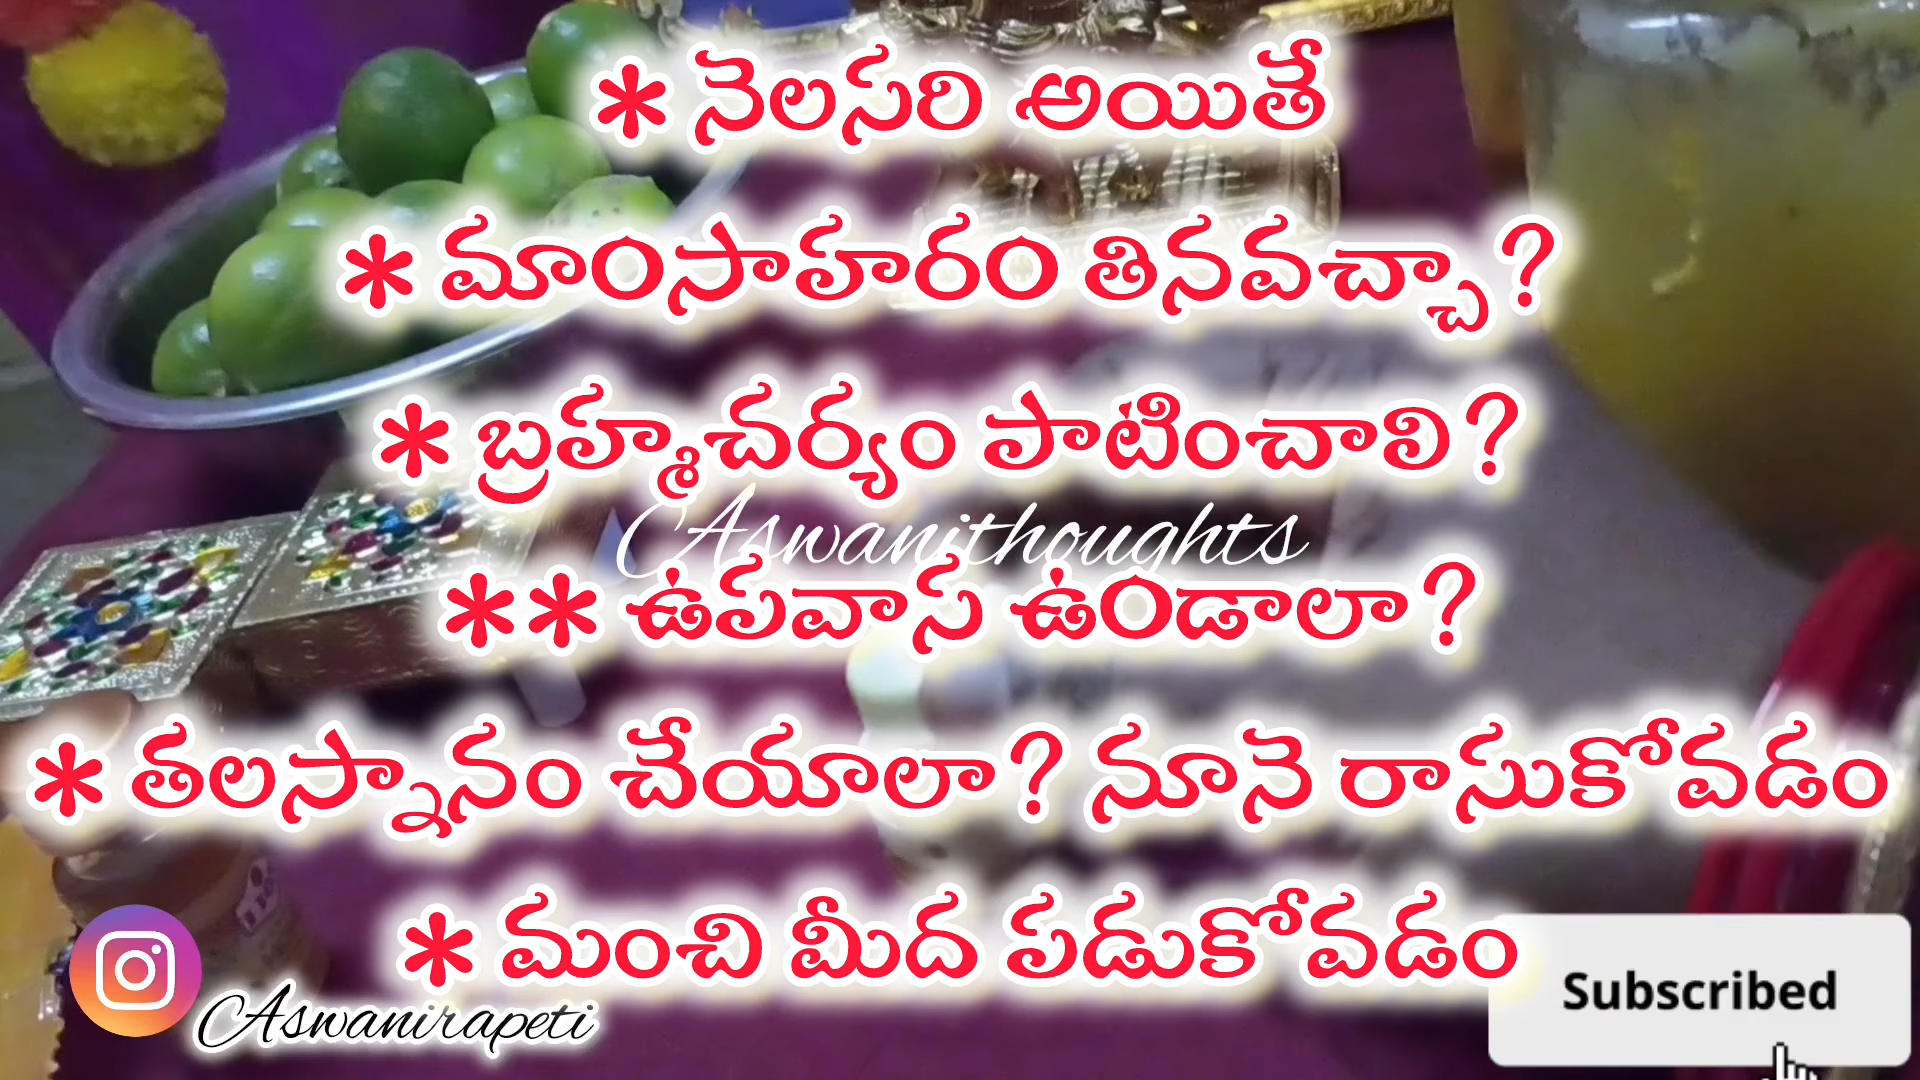 * నెలసరి అయితే
* మాంసాహారం తినవచ్చా?
* బ్రహ్మచర్యం పాటించాలి?
Aswanithoughts
** ఉపవాస ఉండాలా?
* తలస్నానం చేయాలా? నూనె రాసుకోవడం
* మంచి మీద పడుకోవడం
Aswanirapeti
Subscribed